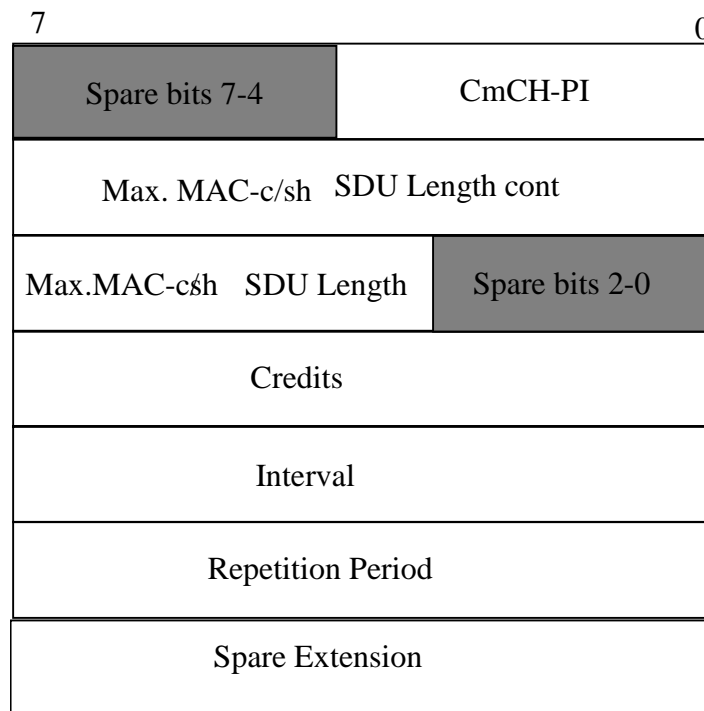 7 0
Spare bits 7-4 CmCH-PI
Max. MAC-c/sh SDU Length cont
Max.MAC-c/sh SDU Length Spare bits 2-0
Credits
Interval
Repetition Period
Spare Extension